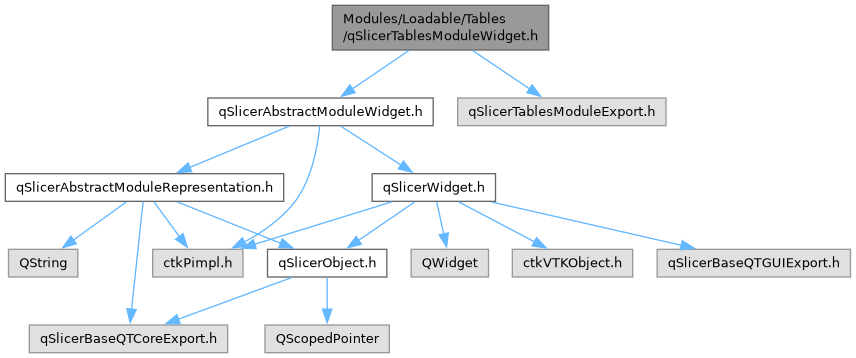 Modules/Loadable/Tables
/qSlicerTablesModuleWidget.h
qSlicerAbstractModuleWidget.h
qSlicerTablesModuleExport.h
qSlicerAbstractModuleRepresentation.h
qSlicerWidget.h
QString
ctkPimpl.h
qSlicerObject.h
QWidget
ctkVTKObject.h
qSlicerBaseQTGUIExport.h
qSlicerBaseQTCoreExport.h
QScopedPointer